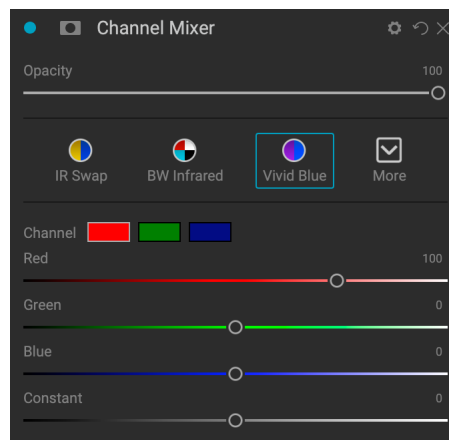 Channel Mixer
Opacity 100
IR Swap BW Infrared Vivid Blue More
Channel
Red 100
Green 0
Blue 0
Constant 0